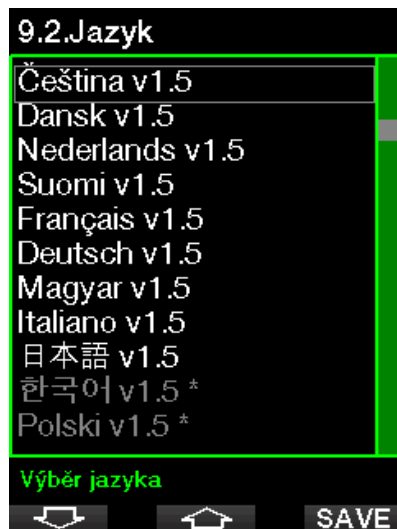 9.2.Jazyk
Čeština v1.5
Dansk v1.5
Nederlands v1.5
Suomi v1.5
Français v1.5
Deutsch v1.5
Magyar v1.5
Italiano v1.5
日本語 v1.5
한국어 v1.5 *
Polski v1.5 *
Výběr jazyka
SAVE